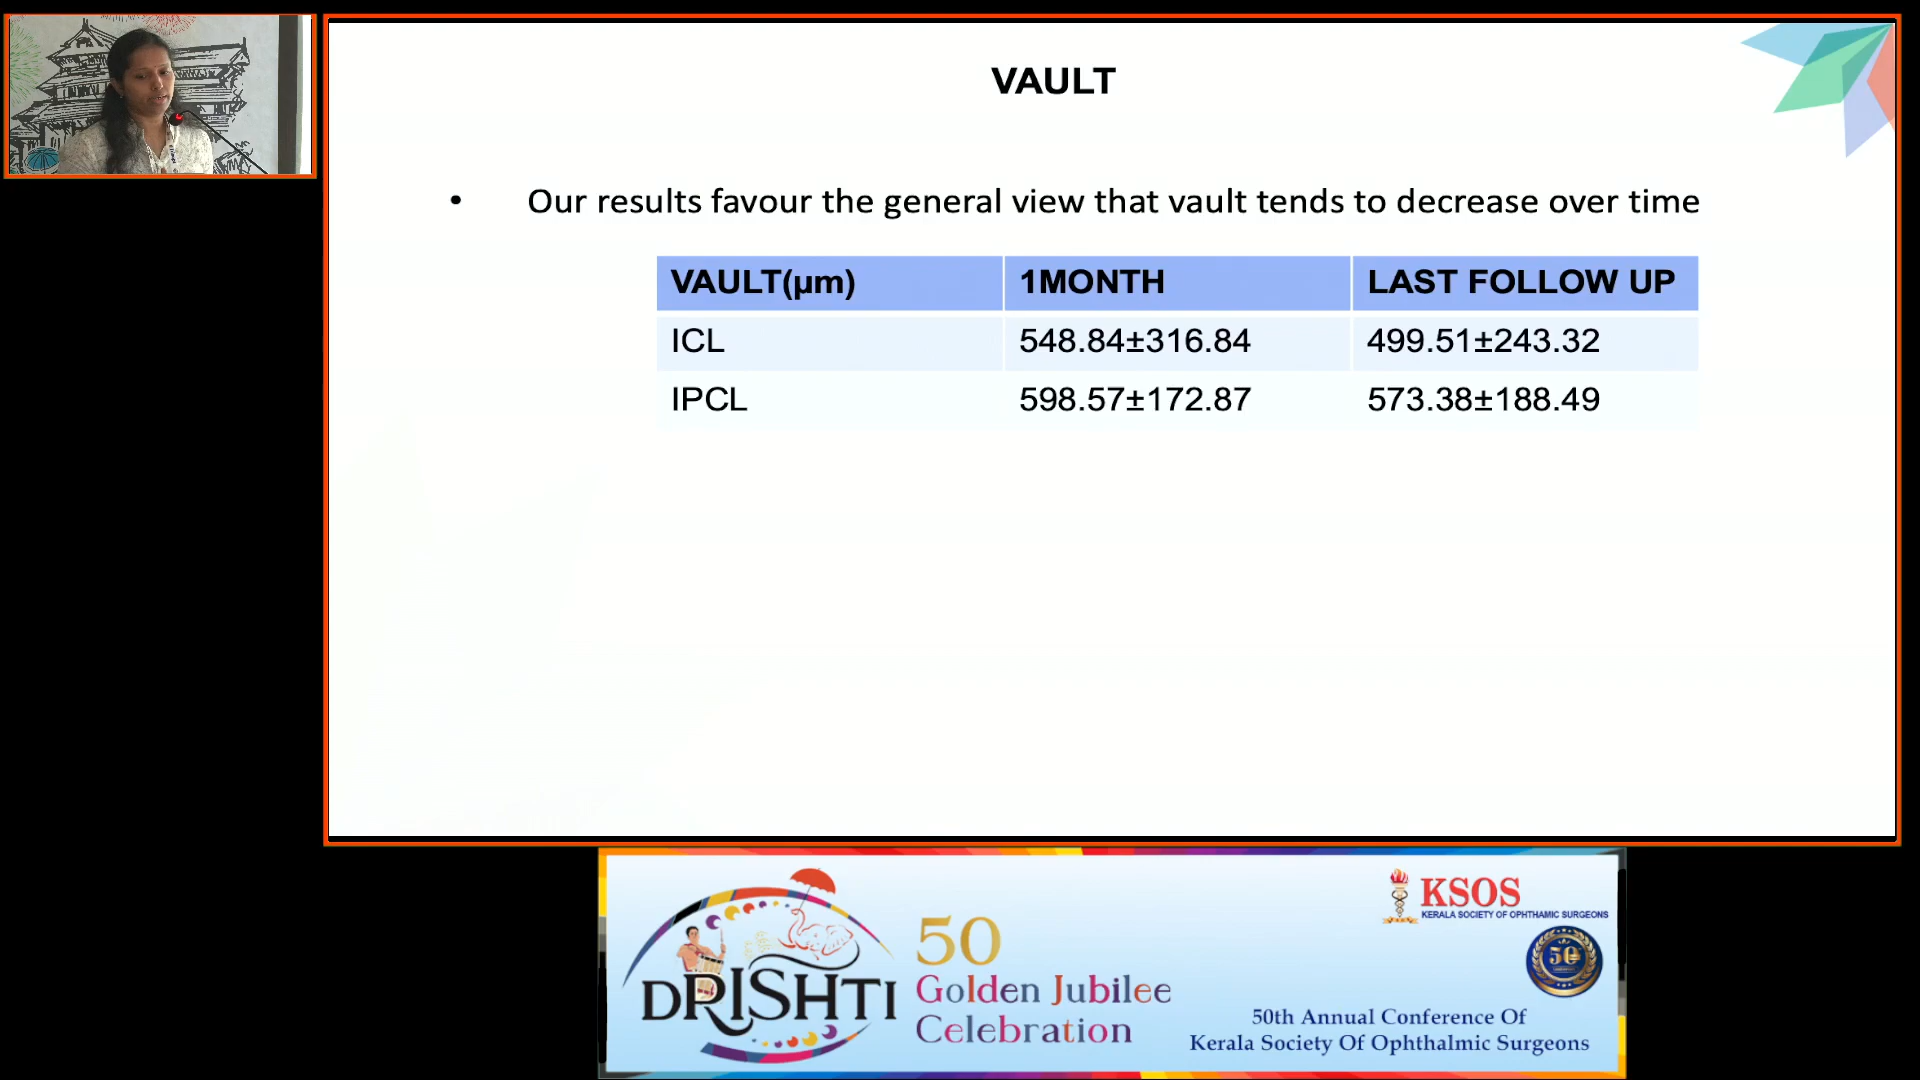 VAULT
• Our results favour the general view that vault tends to decrease over time
VAULT(µm) 1MONTH LAST FOLLOW UP
ICL 548.84±316.84 499.51±243.32
IPCL 598.57±172.87 573.38±188.49
DRISHTI
50
Golden Jubilee
Celebration
KSOS
KERALA SOCIETY OF OPHTHAMIC SURGEONS
50
50th Annual Conference Of
Kerala Society Of Ophthalmic Surgeons